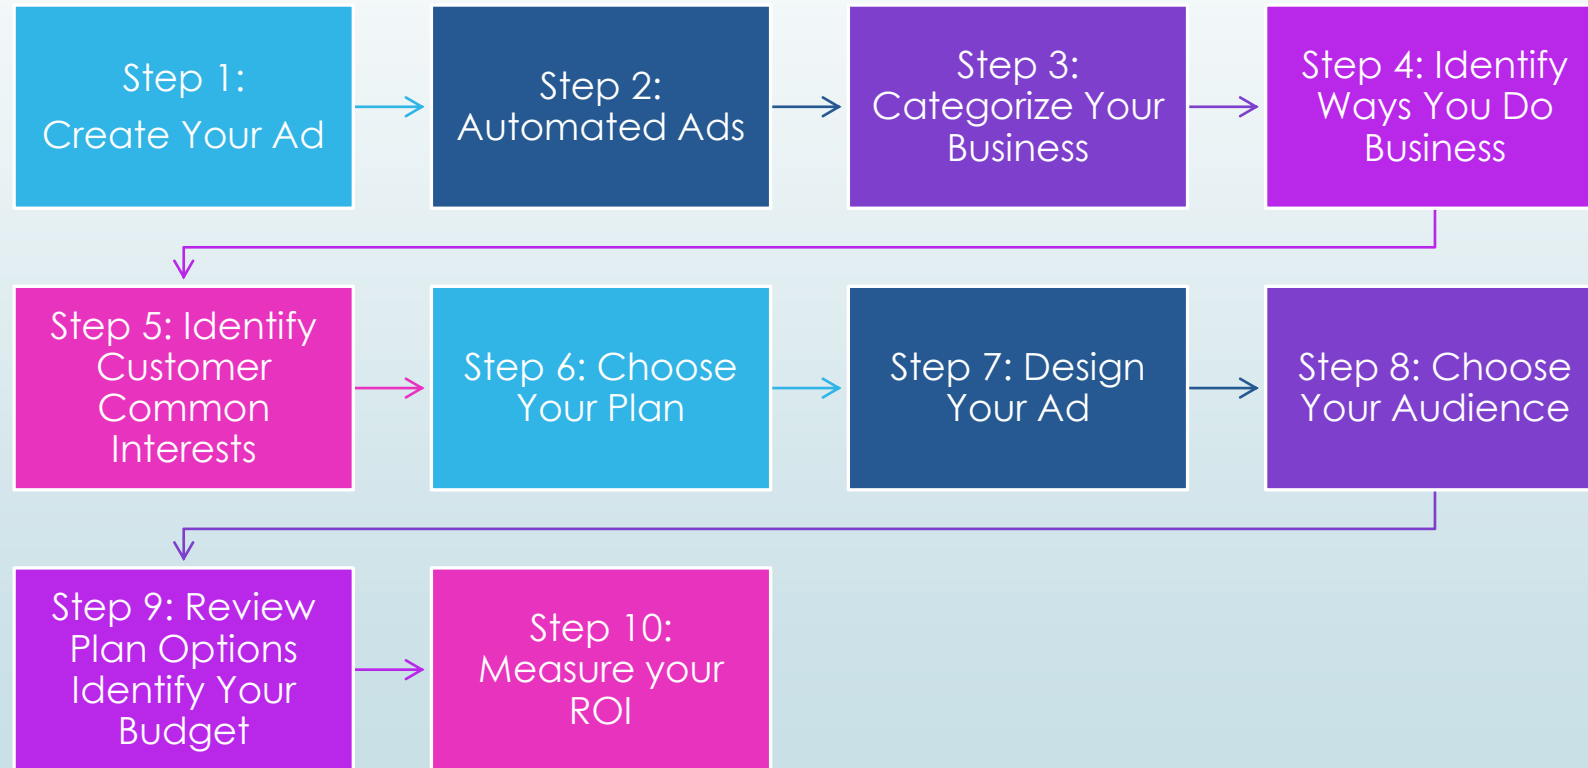 Step 1:
Create Your Ad
Step 2:
Automated Ads
Step 3:
Categorize Your
Business
Step 4: Identify
Ways You Do
Business
Step 5: Identify
Customer
Common
Interests
Step 6: Choose
Your Plan
Step 7: Design
Your Ad
Step 8: Choose
Your Audience
Step 9: Review
Plan Options
Identify Your
Budget
Step 10:
Measure your
ROI